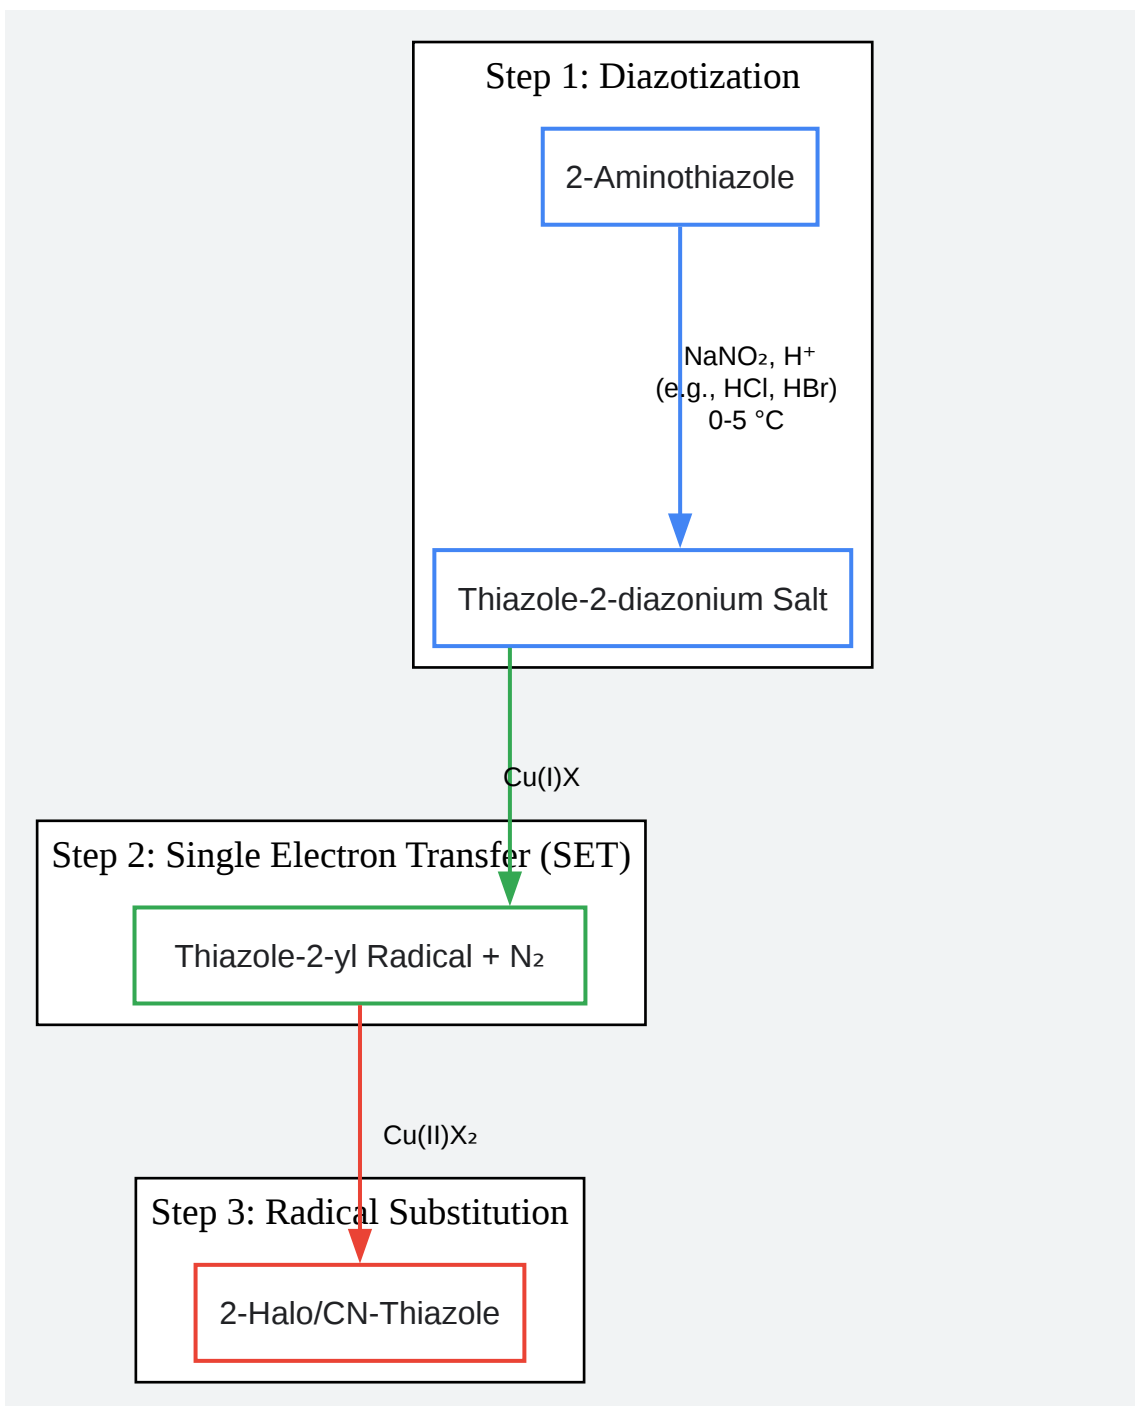 Step 1: Diazotization
2-Aminothiazole
NaNO₂, H⁺
(e.g., HCl, HBr)
0-5 °C
Thiazole-2-diazonium Salt
Cu(I)X
Step 2: Single Electron Transfer (SET)
Thiazole-2-yl Radical + N₂
Cu(II)X₂
Step 3: Radical Substitution
2-Halo/CN-Thiazole